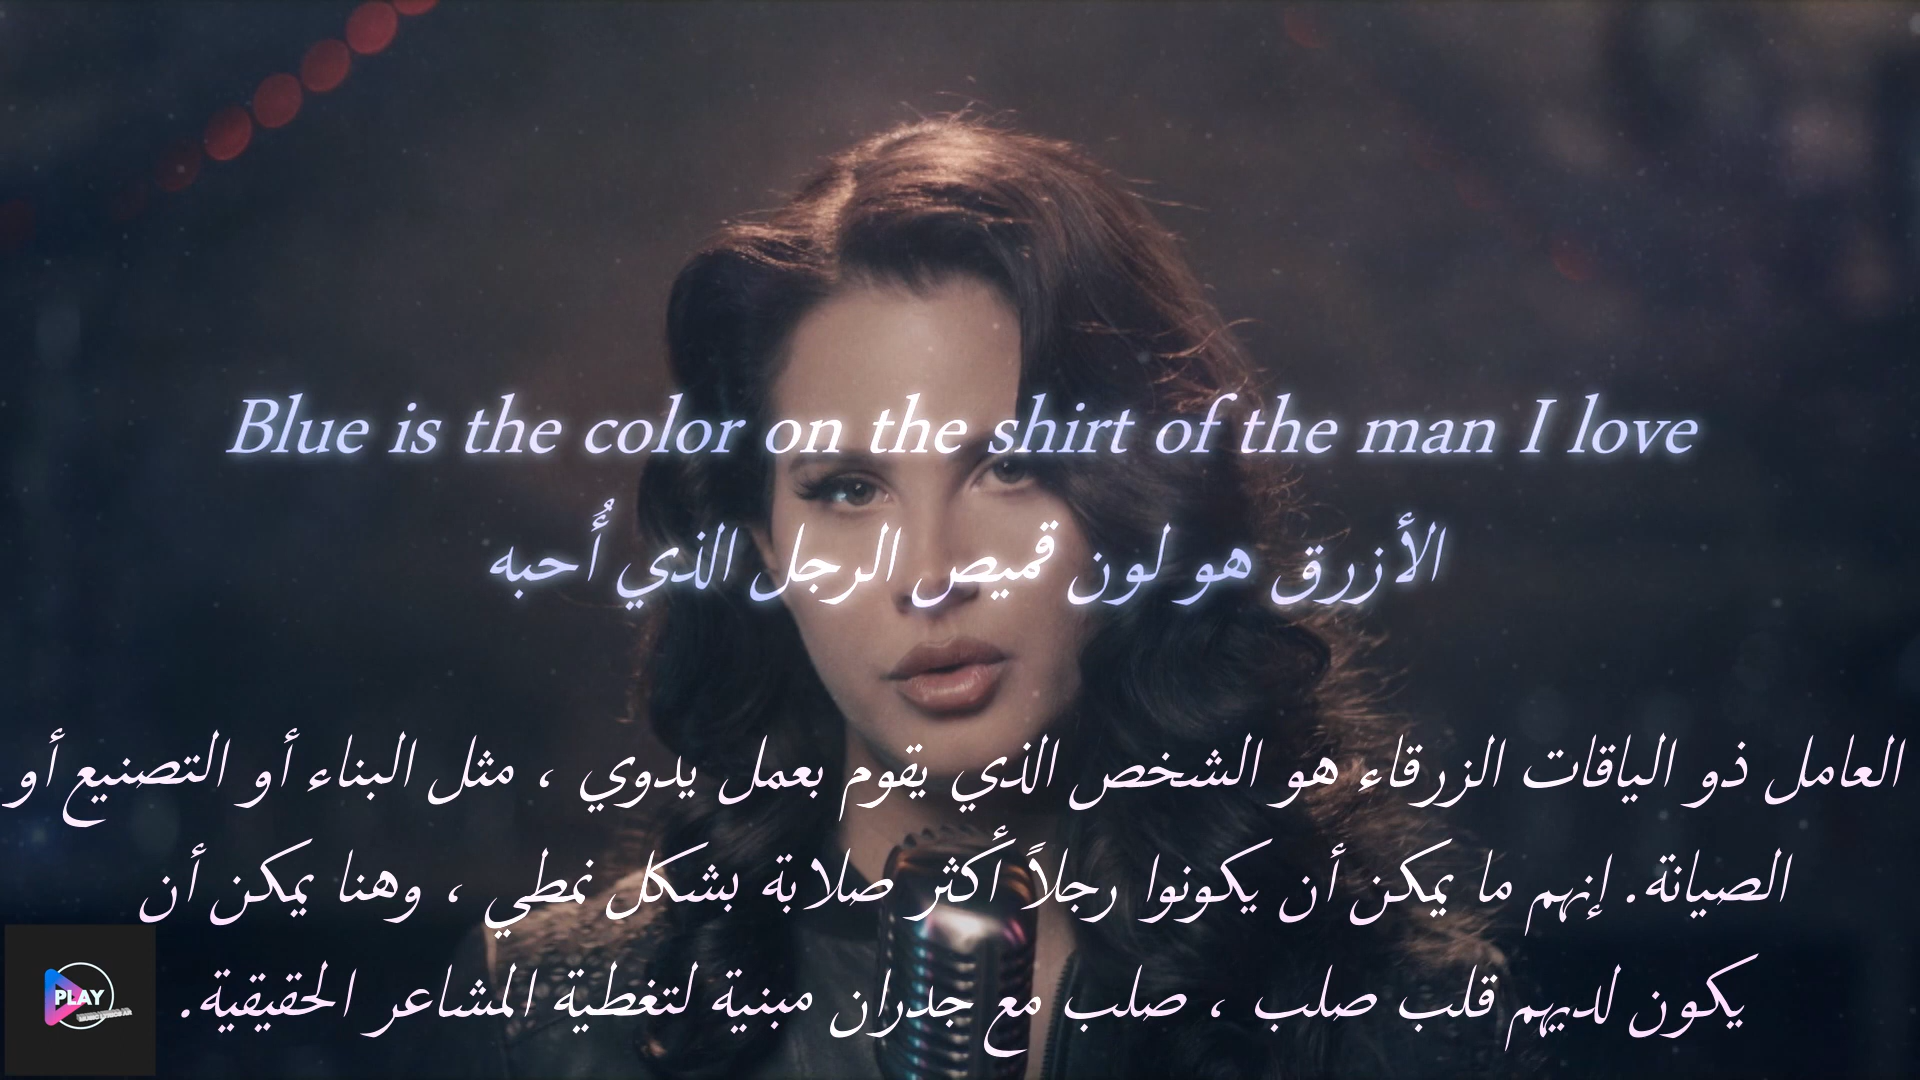 Blue is the color on the shirt of the man I love
الأزرق هو لون قميص الرجل الذي أُحبه
العامل ذو الياقات الزرقاء هو الشخص الذي يقوم بعمل يدوي ، مثل البناء أو التصنيع أو
الصيانة. إنهم ما يمكن أن يكونوا رجلاً أكثر صلابة بشكل نمطي ، وهنا يمكن أن
يكون لديهم قلب صلب ، صلب مع جدران مبنية لتغطية المشاعر الحقيقية.
PLAY
MUSIC LYRICS AR